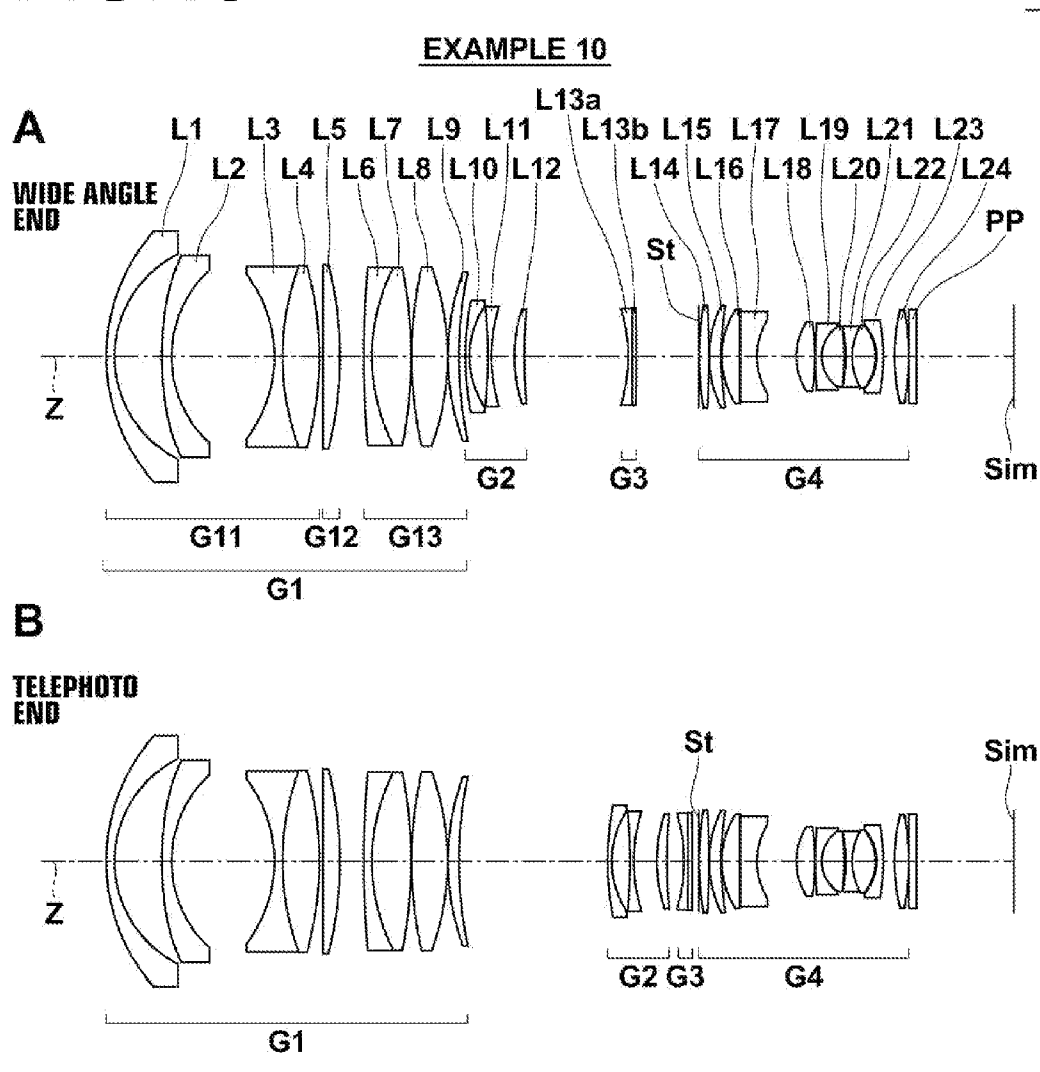 EXAMPLE 10
A
L13a
L1 L3 L5 L7 L9 L11 L13b L15 L17 L19 L21 L23
L2 L4 L6 L8 L10 L12 L14 L16 L18 L20 L22 L24
WIDE ANGLE
END
PP
St
Z
Sim
G2 G3 G4
G11 G12 G13
G1
B
TELEPHOTO
END
St
Sim
Z
G2 G3 G4
G1